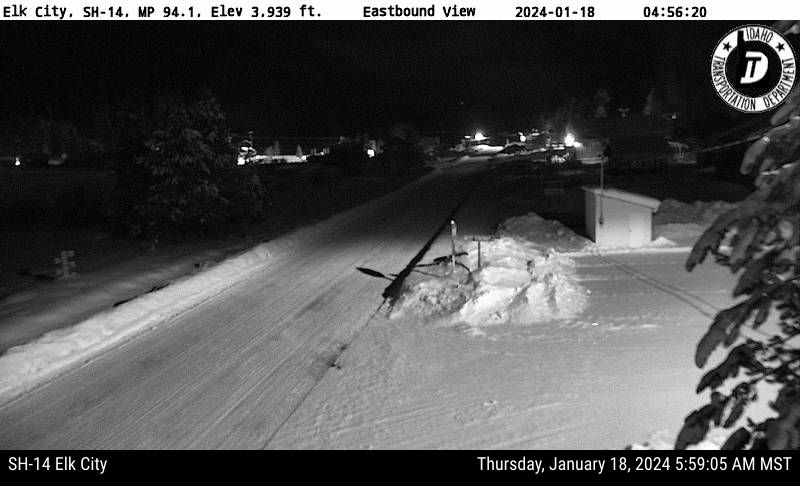 Elk City, SH-14, MP 94.1, Elev 3,939 ft. Eastbound View 2024-01-18 04:56:20
IDAHO
TRANSPORTATION DEPARTMENT
SH-14 Elk City Thursday, January 18, 2024 5:59:05 AM MST